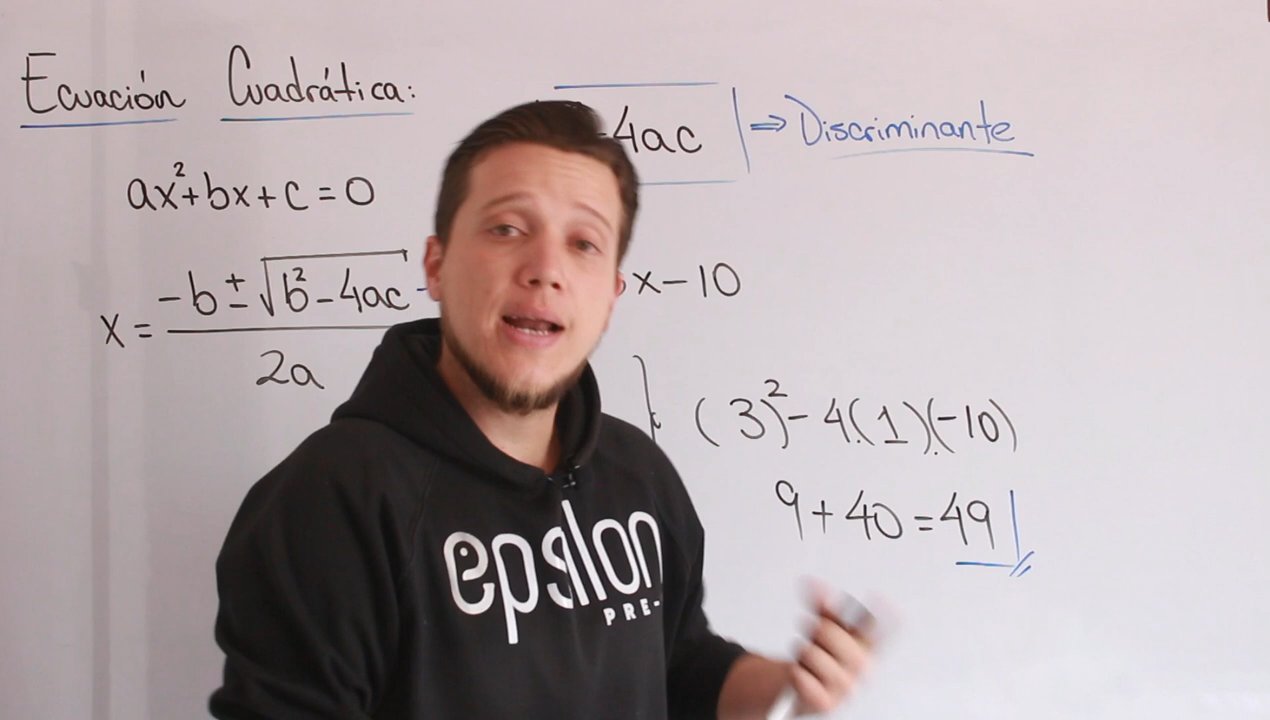 Ecuación Cuadrática:
-4ac ⇒ Discriminante
ax²+bx+c=0
x = -b±√b²-4ac
2a
x-10
(3)²-4(1)(-10)
9+40=49
epsilon
PRE-